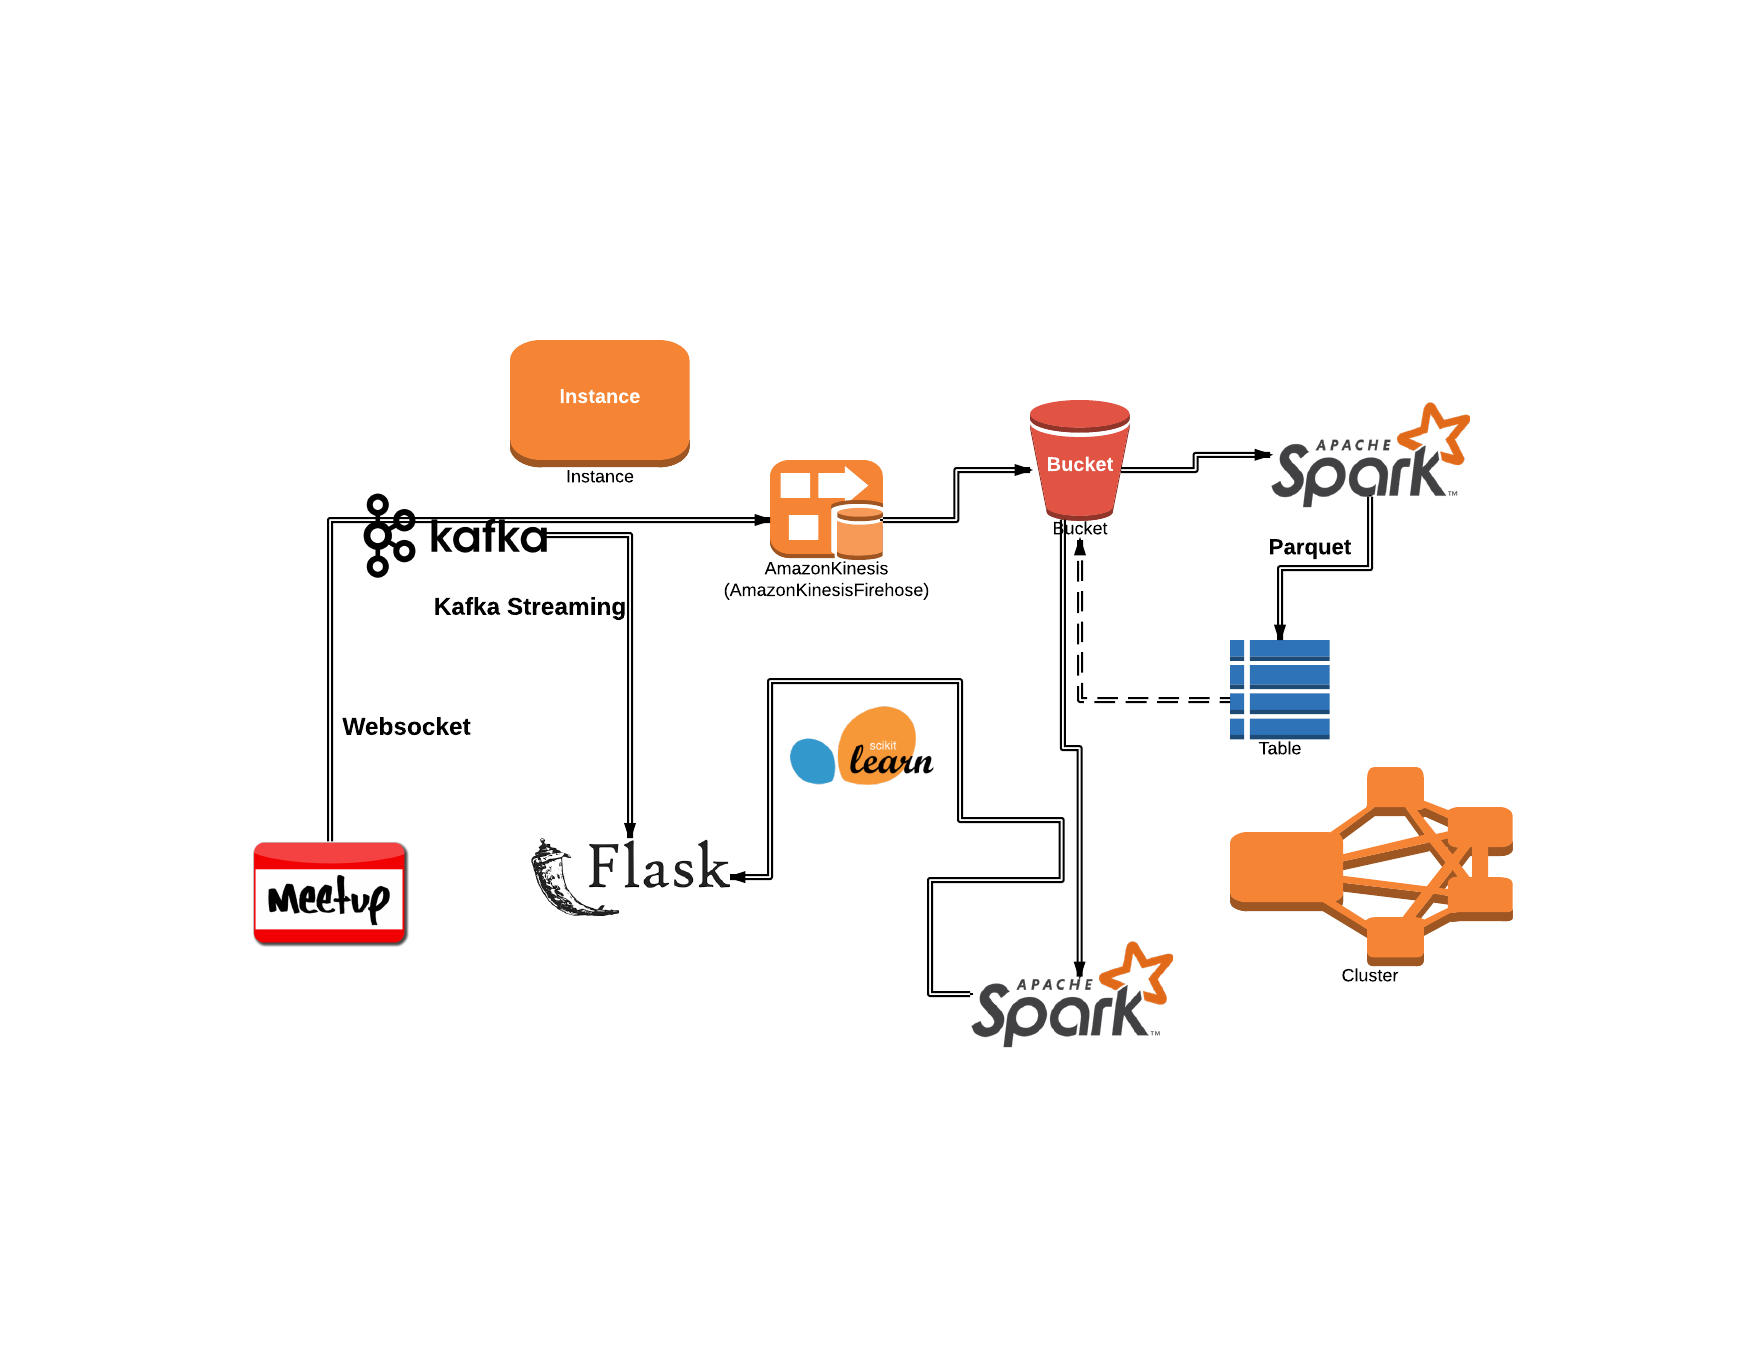 Instance
Instance
kafka
Kafka Streaming
Websocket
AmazonKinesis
(AmazonKinesisFirehose)
Bucket
Bucket
APACHE
Spark™
Parquet
Table
scikit
learn
Meetup
Flask
APACHE
Spark™
Cluster